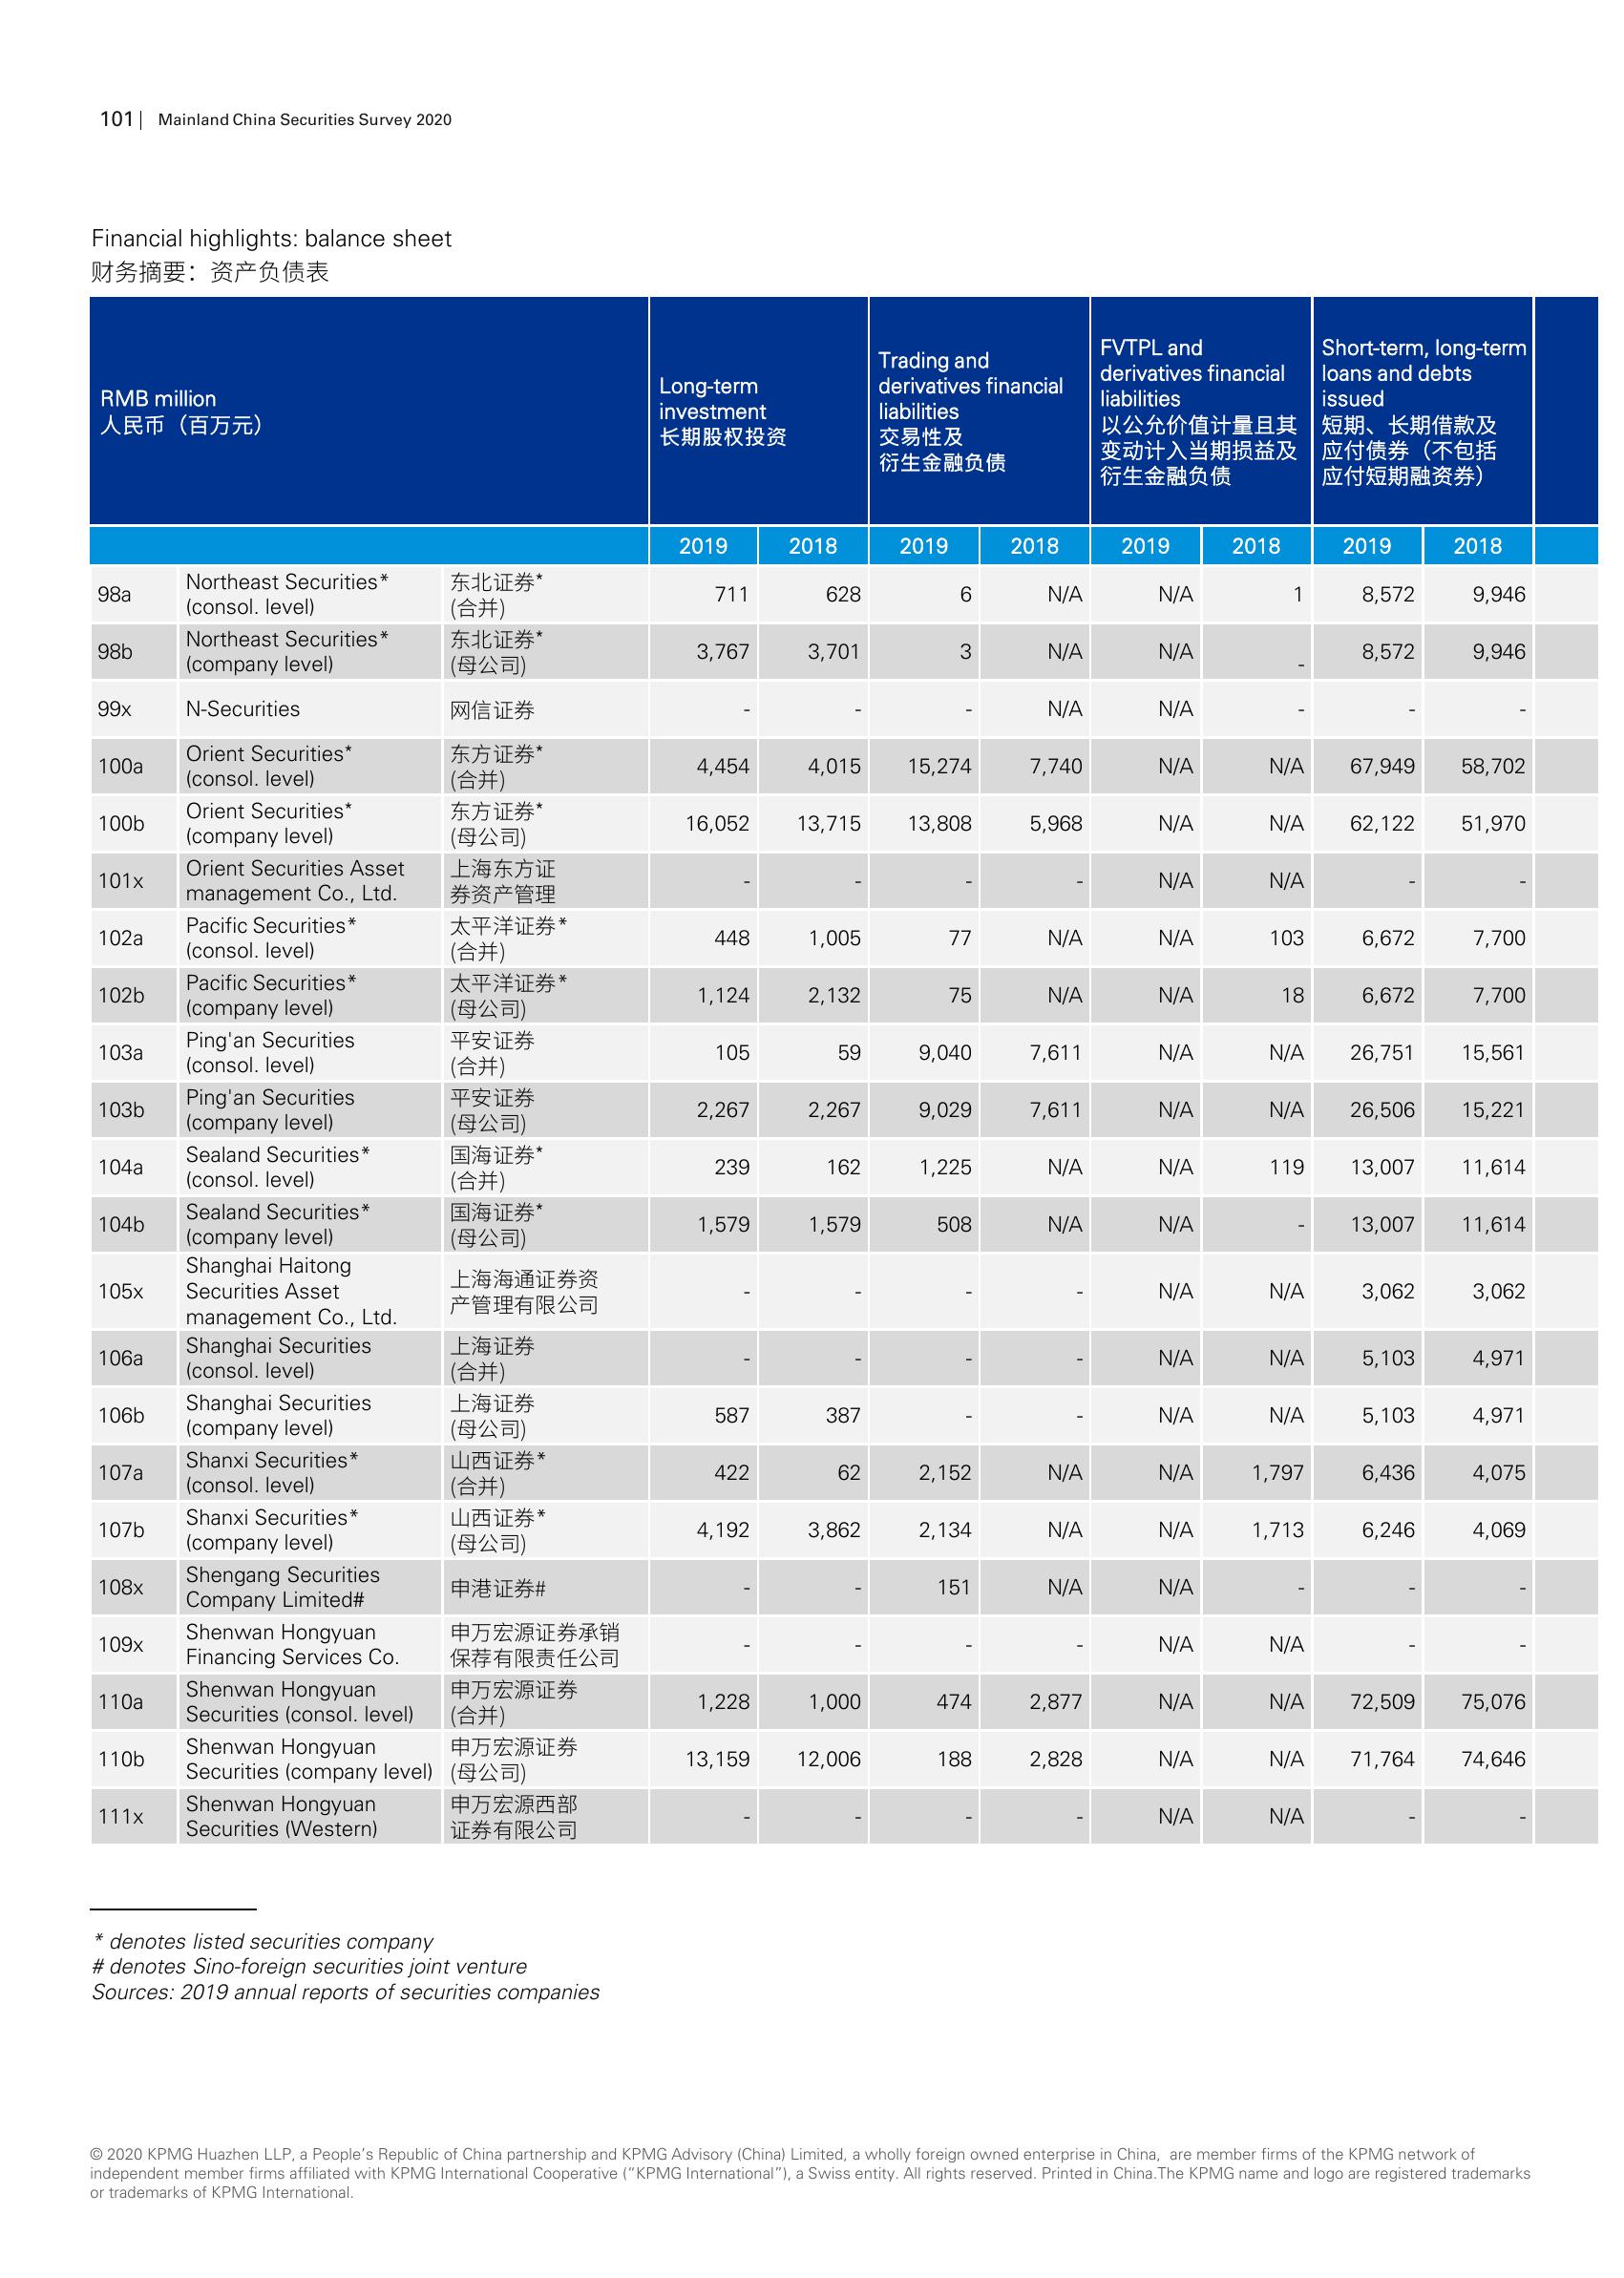 101 | Mainland China Securities Survey 2020
Financial highlights: balance sheet
财务摘要：资产负债表
RMB million
人民币（百万元）
Long-term
investment
长期股权投资
Trading and
derivatives financial
liabilities
交易性及
衍生金融负债
FVTPL and
derivatives financial
liabilities
以公允价值计量且其
变动计入当期损益及
衍生金融负债
Short-term, long-term
loans and debts
issued
短期、长期借款及
应付债券（不包括
应付短期融资券）
2019 2018 2019 2018 2019 2018 2019 2018
98a Northeast Securities* (consol. level) 东北证券* (合并) 711 628 6 N/A N/A 1 8,572 9,946
98b Northeast Securities* (company level) 东北证券* (母公司) 3,767 3,701 3 N/A N/A - 8,572 9,946
99x N-Securities 网信证券 - - - N/A N/A - - -
100a Orient Securities* (consol. level) 东方证券* (合并) 4,454 4,015 15,274 7,740 N/A N/A 67,949 58,702
100b Orient Securities* (company level) 东方证券* (母公司) 16,052 13,715 13,808 5,968 N/A N/A 62,122 51,970
101x Orient Securities Asset management Co., Ltd. 上海东方证券资产管理 - - - - N/A N/A - -
102a Pacific Securities* (consol. level) 太平洋证券* (合并) 448 1,005 77 N/A N/A 103 6,672 7,700
102b Pacific Securities* (company level) 太平洋证券* (母公司) 1,124 2,132 75 N/A N/A 18 6,672 7,700
103a Ping'an Securities (consol. level) 平安证券 (合并) 105 59 9,040 7,611 N/A N/A 26,751 15,561
103b Ping'an Securities (company level) 平安证券 (母公司) 2,267 2,267 9,029 7,611 N/A N/A 26,506 15,221
104a Sealand Securities* (consol. level) 国海证券* (合并) 239 162 1,225 N/A N/A 119 13,007 11,614
104b Sealand Securities* (company level) 国海证券* (母公司) 1,579 1,579 508 N/A N/A - 13,007 11,614
105x Shanghai Haitong Securities Asset management Co., Ltd. 上海海通证券资产管理有限公司 - - - - N/A N/A 3,062 3,062
106a Shanghai Securities (consol. level) 上海证券 (合并) - - - - N/A N/A 5,103 4,971
106b Shanghai Securities (company level) 上海证券 (母公司) 587 387 - - N/A N/A 5,103 4,971
107a Shanxi Securities* (consol. level) 山西证券* (合并) 422 62 2,152 N/A N/A 1,797 6,436 4,075
107b Shanxi Securities* (company level) 山西证券* (母公司) 4,192 3,862 2,134 N/A N/A 1,713 6,246 4,069
108x Shengang Securities Company Limited# 申港证券# - - 151 N/A N/A - - -
109x Shenwan Hongyuan Financing Services Co. 申万宏源证券承销保荐有限责任公司 - - - - N/A N/A - -
110a Shenwan Hongyuan Securities (consol. level) 申万宏源证券 (合并) 1,228 1,000 474 2,877 N/A N/A 72,509 75,076
110b Shenwan Hongyuan Securities (company level) 申万宏源证券 (母公司) 13,159 12,006 188 2,828 N/A N/A 71,764 74,646
111x Shenwan Hongyuan Securities (Western) 申万宏源西部证券有限公司 - - - - N/A N/A - -
* denotes listed securities company
# denotes Sino-foreign securities joint venture
Sources: 2019 annual reports of securities companies
© 2020 KPMG Huazhen LLP, a People’s Republic of China partnership and KPMG Advisory (China) Limited, a wholly foreign owned enterprise in China, are member firms of the KPMG network of
independent member firms affiliated with KPMG International Cooperative (“KPMG International”), a Swiss entity. All rights reserved. Printed in China.The KPMG name and logo are registered trademarks
or trademarks of KPMG International.